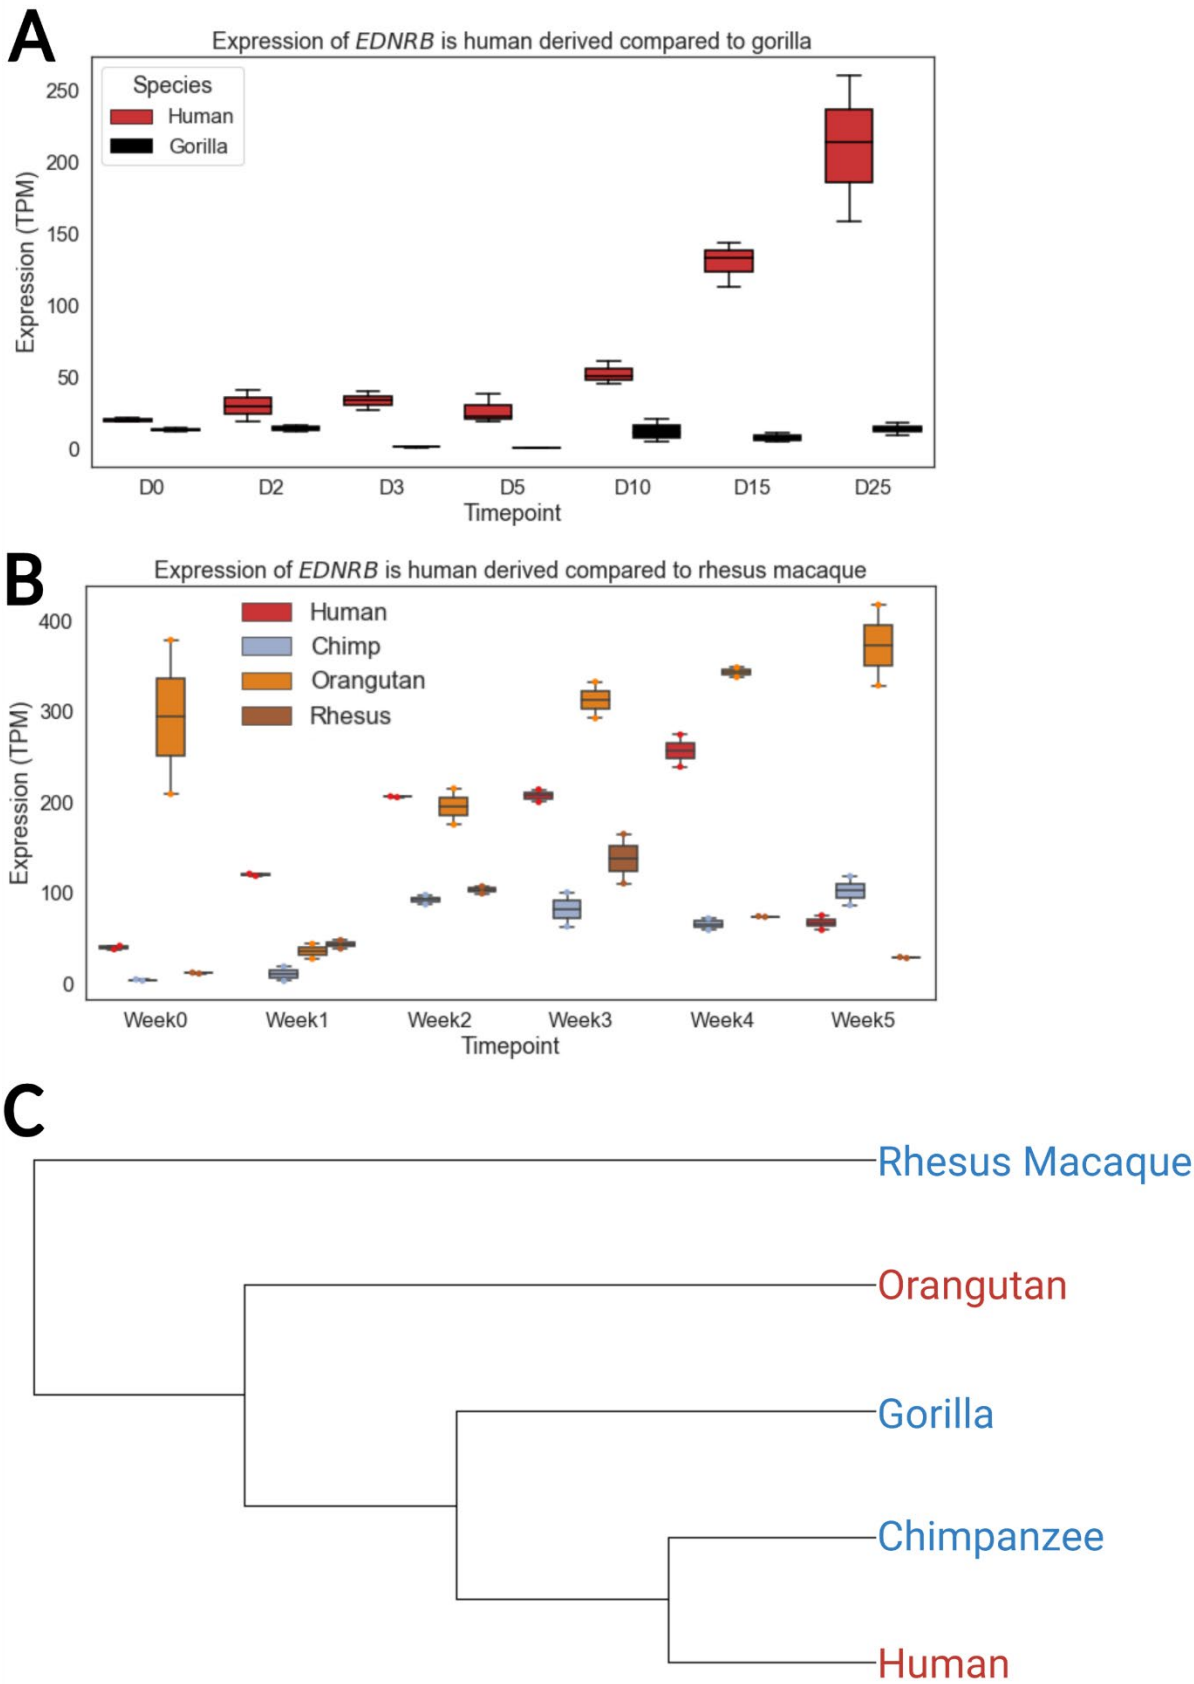 A
Expression of EDNRB is human derived compared to gorilla
Species
Human
Gorilla
Expression (TPM)
250
200
150
100
50
0
D0 D2 D3 D5 D10 D15 D25
Timepoint
B
Expression of EDNRB is human derived compared to rhesus macaque
Human
Chimp
Orangutan
Rhesus
Expression (TPM)
400
300
200
100
0
Week0 Week1 Week2 Week3 Week4 Week5
Timepoint
C
Rhesus Macaque
Orangutan
Gorilla
Chimpanzee
Human